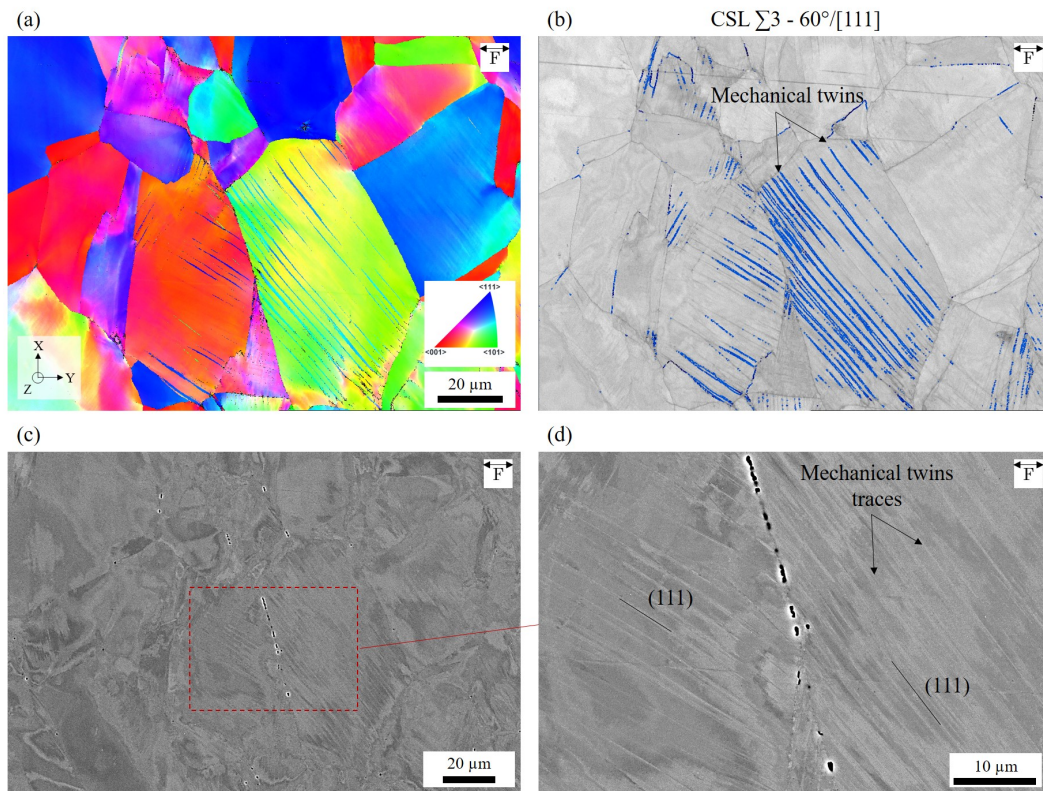 (a)
F
<111>
<001>
<101>
X
Z
Y
20 µm
(b)
CSL ∑3 - 60°/[111]
F
Mechanical twins
(c)
F
20 µm
(d)
F
Mechanical twins
traces
(111)
(111)
10 µm